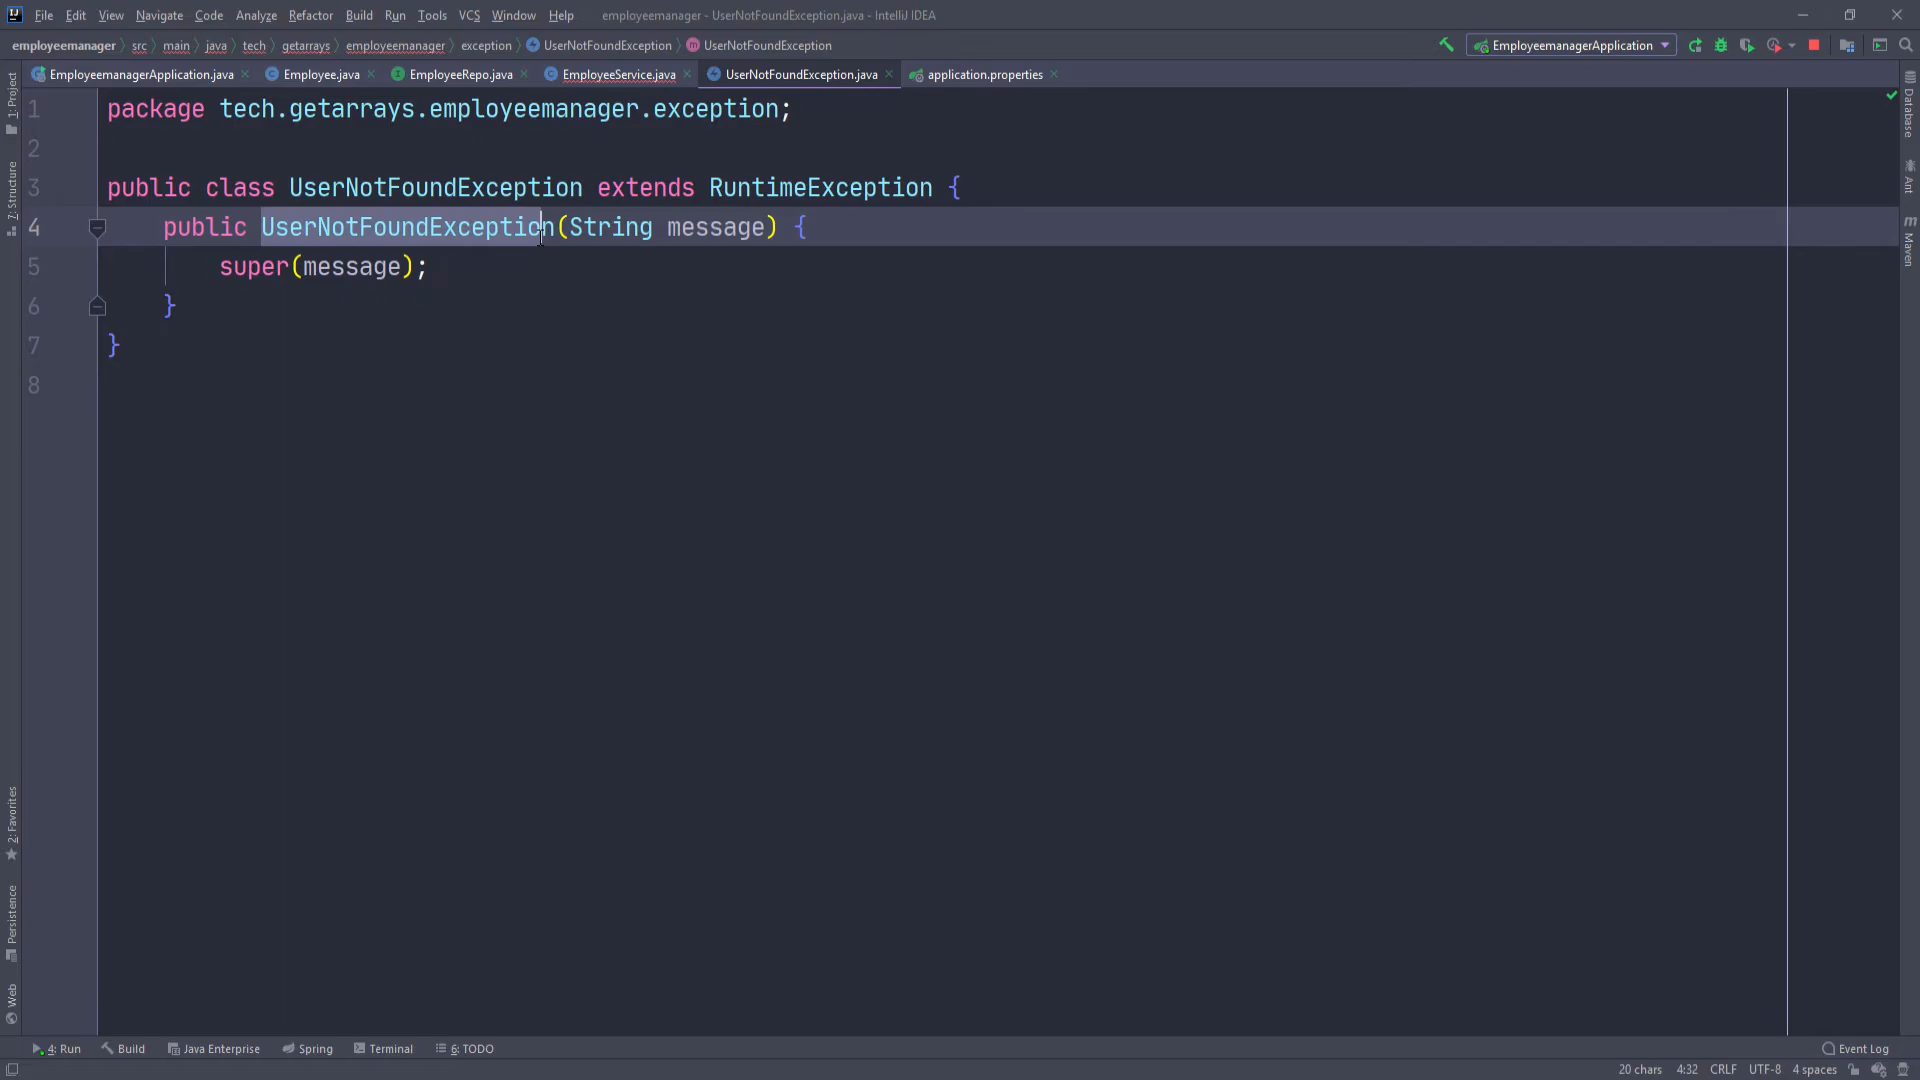 File Edit View Navigate Code Analyze Refactor Build Run Tools VCS Window Help employeemanager - UserNotFoundException.java - IntelliJ IDEA
employeemanager src main java tech getarrays employeemanager exception UserNotFoundException UserNotFoundException EmployeemanagerApplication
EmployeemanagerApplication.java Employee.java EmployeeRepo.java EmployeeService.java UserNotFoundException.java application.properties
1 package tech.getarrays.employeemanager.exception;
2
3 public class UserNotFoundException extends RuntimeException {
4 public UserNotFoundException(String message) {
5 super(message);
6 }
7 }
8
1: Project
7: Structure
2: Favorites
Persistence
Web
Database
Ant
m Maven
4: Run Build Java Enterprise Spring Terminal 6: TODO Event Log
20 chars 4:32 CRLF UTF-8 4 spaces